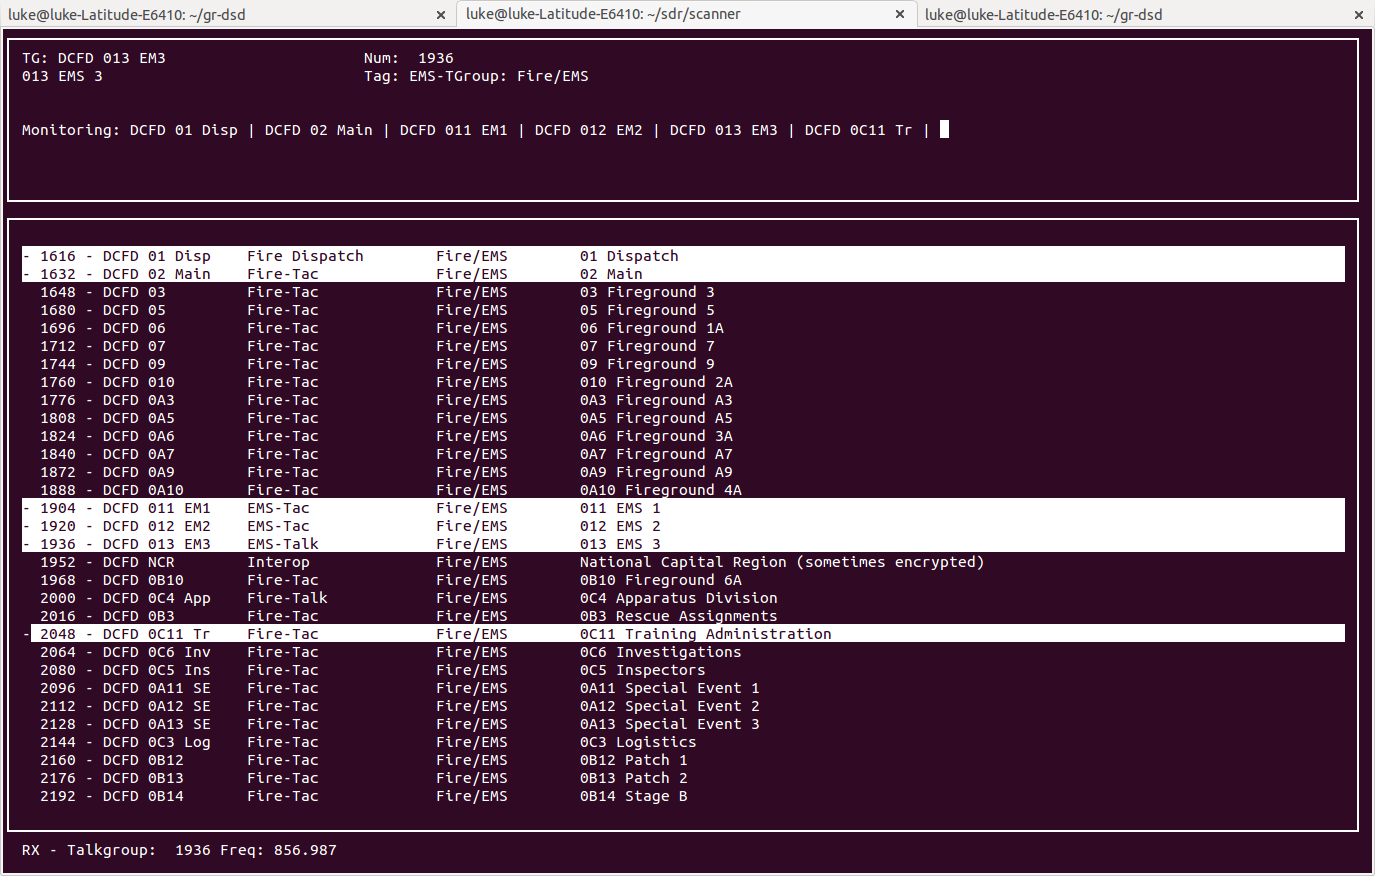 luke@luke-Latitude-E6410: ~/gr-dsd × luke@luke-Latitude-E6410: ~/sdr/scanner × luke@luke-Latitude-E6410: ~/gr-dsd ×
TG: DCFD 013 EM3 Num: 1936
013 EMS 3 Tag: EMS-TGroup: Fire/EMS
Monitoring: DCFD 01 Disp | DCFD 02 Main | DCFD 011 EM1 | DCFD 012 EM2 | DCFD 013 EM3 | DCFD 0C11 Tr |
- 1616 - DCFD 01 Disp Fire Dispatch Fire/EMS 01 Dispatch
- 1632 - DCFD 02 Main Fire-Tac Fire/EMS 02 Main
1648 - DCFD 03 Fire-Tac Fire/EMS 03 Fireground 3
1680 - DCFD 05 Fire-Tac Fire/EMS 05 Fireground 5
1696 - DCFD 06 Fire-Tac Fire/EMS 06 Fireground 1A
1712 - DCFD 07 Fire-Tac Fire/EMS 07 Fireground 7
1744 - DCFD 09 Fire-Tac Fire/EMS 09 Fireground 9
1760 - DCFD 010 Fire-Tac Fire/EMS 010 Fireground 2A
1776 - DCFD 0A3 Fire-Tac Fire/EMS 0A3 Fireground A3
1808 - DCFD 0A5 Fire-Tac Fire/EMS 0A5 Fireground A5
1824 - DCFD 0A6 Fire-Tac Fire/EMS 0A6 Fireground 3A
1840 - DCFD 0A7 Fire-Tac Fire/EMS 0A7 Fireground A7
1872 - DCFD 0A9 Fire-Tac Fire/EMS 0A9 Fireground A9
1888 - DCFD 0A10 Fire-Tac Fire/EMS 0A10 Fireground 4A
- 1904 - DCFD 011 EM1 EMS-Tac Fire/EMS 011 EMS 1
- 1920 - DCFD 012 EM2 EMS-Tac Fire/EMS 012 EMS 2
- 1936 - DCFD 013 EM3 EMS-Talk Fire/EMS 013 EMS 3
1952 - DCFD NCR Interop Fire/EMS National Capital Region (sometimes encrypted)
1968 - DCFD 0B10 Fire-Tac Fire/EMS 0B10 Fireground 6A
2000 - DCFD 0C4 App Fire-Talk Fire/EMS 0C4 Apparatus Division
2016 - DCFD 0B3 Fire-Tac Fire/EMS 0B3 Rescue Assignments
- 2048 - DCFD 0C11 Tr Fire-Tac Fire/EMS 0C11 Training Administration
2064 - DCFD 0C6 Inv Fire-Tac Fire/EMS 0C6 Investigations
2080 - DCFD 0C5 Ins Fire-Tac Fire/EMS 0C5 Inspectors
2096 - DCFD 0A11 SE Fire-Tac Fire/EMS 0A11 Special Event 1
2112 - DCFD 0A12 SE Fire-Tac Fire/EMS 0A12 Special Event 2
2128 - DCFD 0A13 SE Fire-Tac Fire/EMS 0A13 Special Event 3
2144 - DCFD 0C3 Log Fire-Tac Fire/EMS 0C3 Logistics
2160 - DCFD 0B12 Fire-Tac Fire/EMS 0B12 Patch 1
2176 - DCFD 0B13 Fire-Tac Fire/EMS 0B13 Patch 2
2192 - DCFD 0B14 Fire-Tac Fire/EMS 0B14 Stage B
RX - Talkgroup: 1936 Freq: 856.987